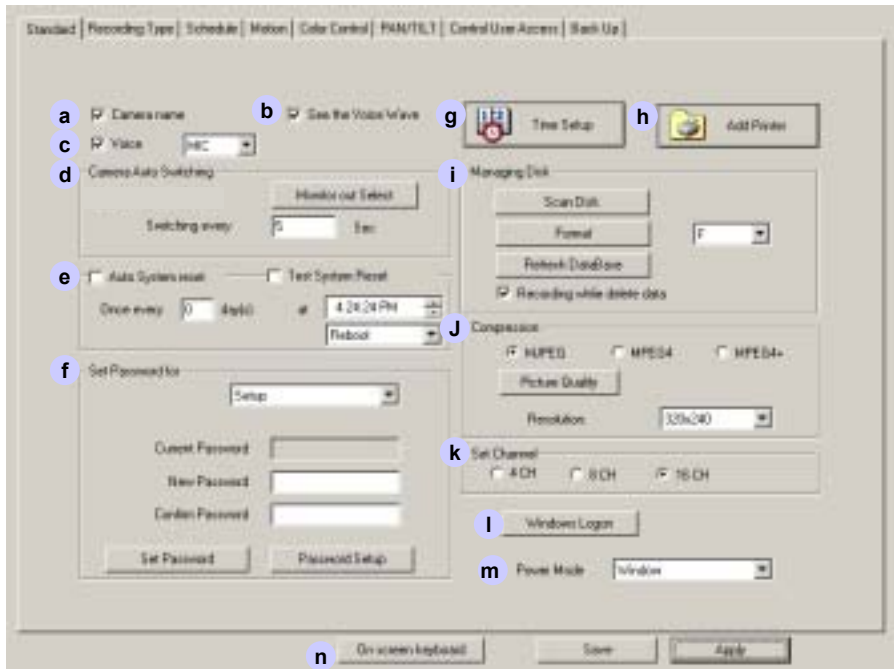 Standard Recording Type Schedule Motion Color Control PAN/TILT Control User Access Back Up
a Camera name
b See the Voice Wave
g Time Setup
h Add Printer
c Voice MIC
d Camera Auto Switching
Monitor out Select
Switching every 5 Sec
e Auto System reset Test System Reset
Once every 0 day(s) at 4:24:24 PM
Reboot
f Set Password for
Setup
Current Password
New Password
Confirm Password
Set Password Password Setup
i Managing Disk
Scan Disk
Format F
Refresh DataBase
Recording while delete data
J Compression
MJPEG MPEG4 MPEG4+
Picture Quality
Resolution 320x240
k Set Channel
4 CH 8 CH 16 CH
l Windows Logon
m Power Mode Window
n On screen keyboard Save Apply